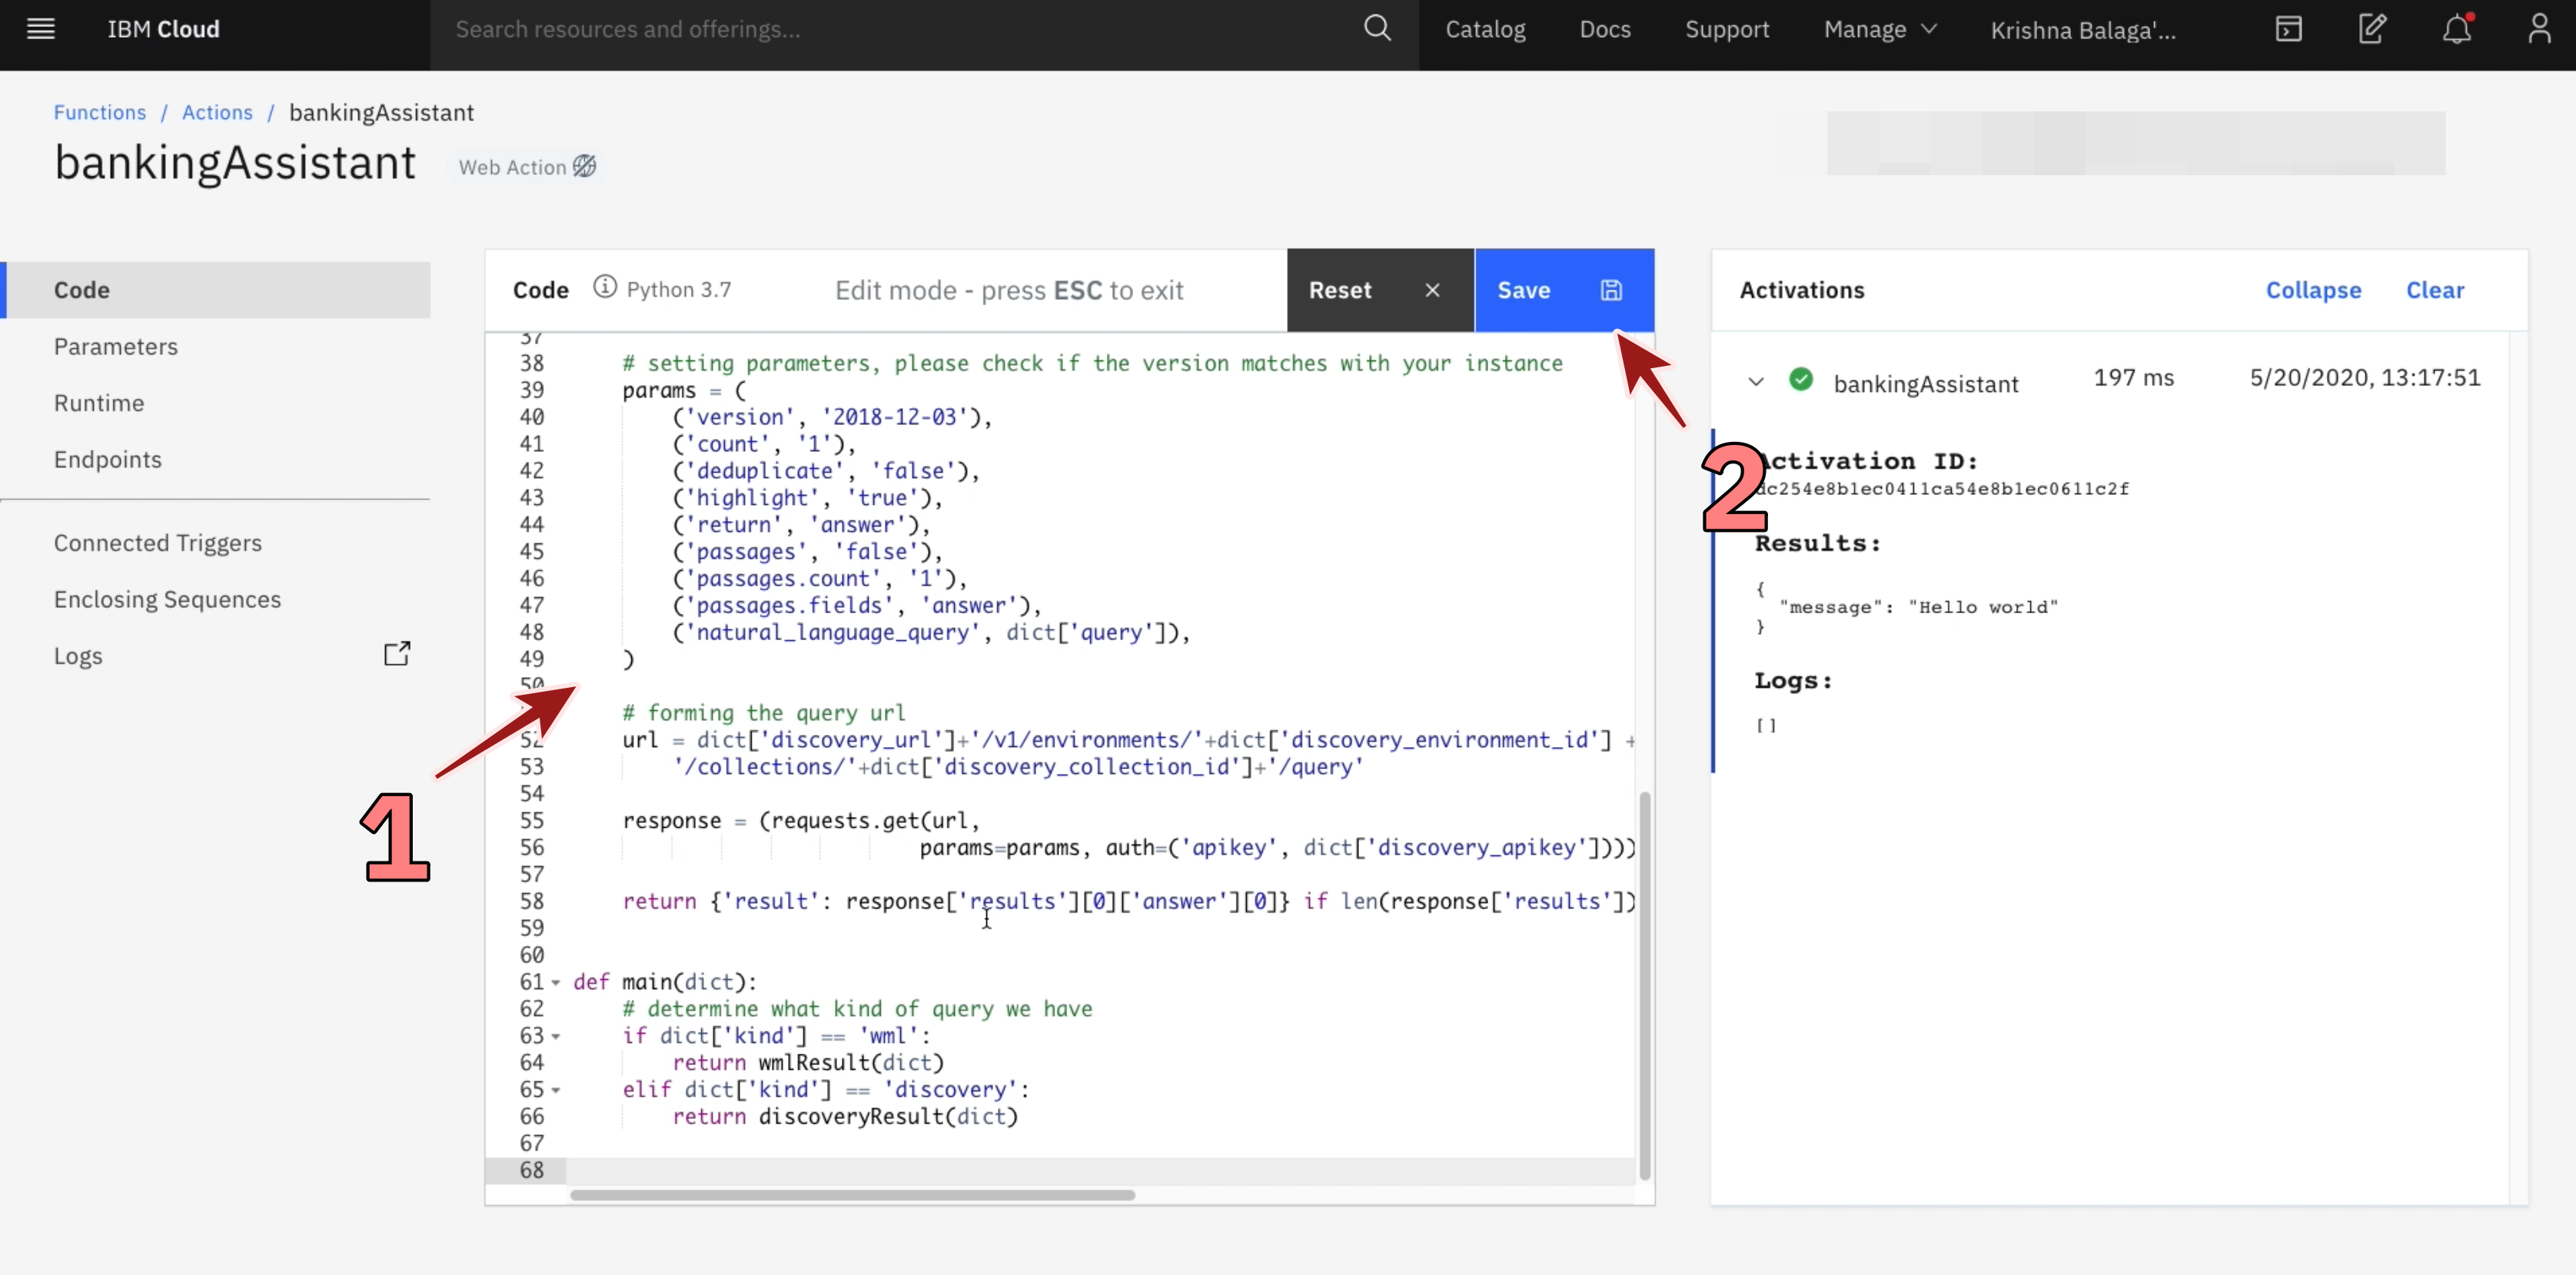 IBM Cloud
Search resources and offerings...
Catalog
Docs
Support
Manage
Krishna Balaga'...
Functions / Actions / bankingAssistant
bankingAssistant
Web Action
Code
Parameters
Runtime
Endpoints
Connected Triggers
Enclosing Sequences
Logs
Code
Python 3.7
Edit mode - press ESC to exit
Reset
Save
37
38 # setting parameters, please check if the version matches with your instance
39 params = (
40 ('version', '2018-12-03'),
41 ('count', '1'),
42 ('deduplicate', 'false'),
43 ('highlight', 'true'),
44 ('return', 'answer'),
45 ('passages', 'false'),
46 ('passages.count', '1'),
47 ('passages.fields', 'answer'),
48 ('natural_language_query', dict['query']),
49 )
50
# forming the query url
52 url = dict['discovery_url']+'/v1/environments/'+dict['discovery_environment_id'] +
53 '/collections/'+dict['discovery_collection_id']+'/query'
54
55 response = (requests.get(url,
56 params=params, auth=('apikey', dict['discovery_apikey'])))
57
58 return {'result': response['results'][0]['answer'][0]} if len(response['results'])
59
60
61 def main(dict):
62 # determine what kind of query we have
63 if dict['kind'] == 'wml':
64 return wmlResult(dict)
65 elif dict['kind'] == 'discovery':
66 return discoveryResult(dict)
67
68
1
2
Activations
Collapse
Clear
bankingAssistant
197 ms
5/20/2020, 13:17:51
Activation ID:
dc254e8b1ec0411ca54e8b1ec0611c2f
Results:
{
"message": "Hello world"
}
Logs:
[]